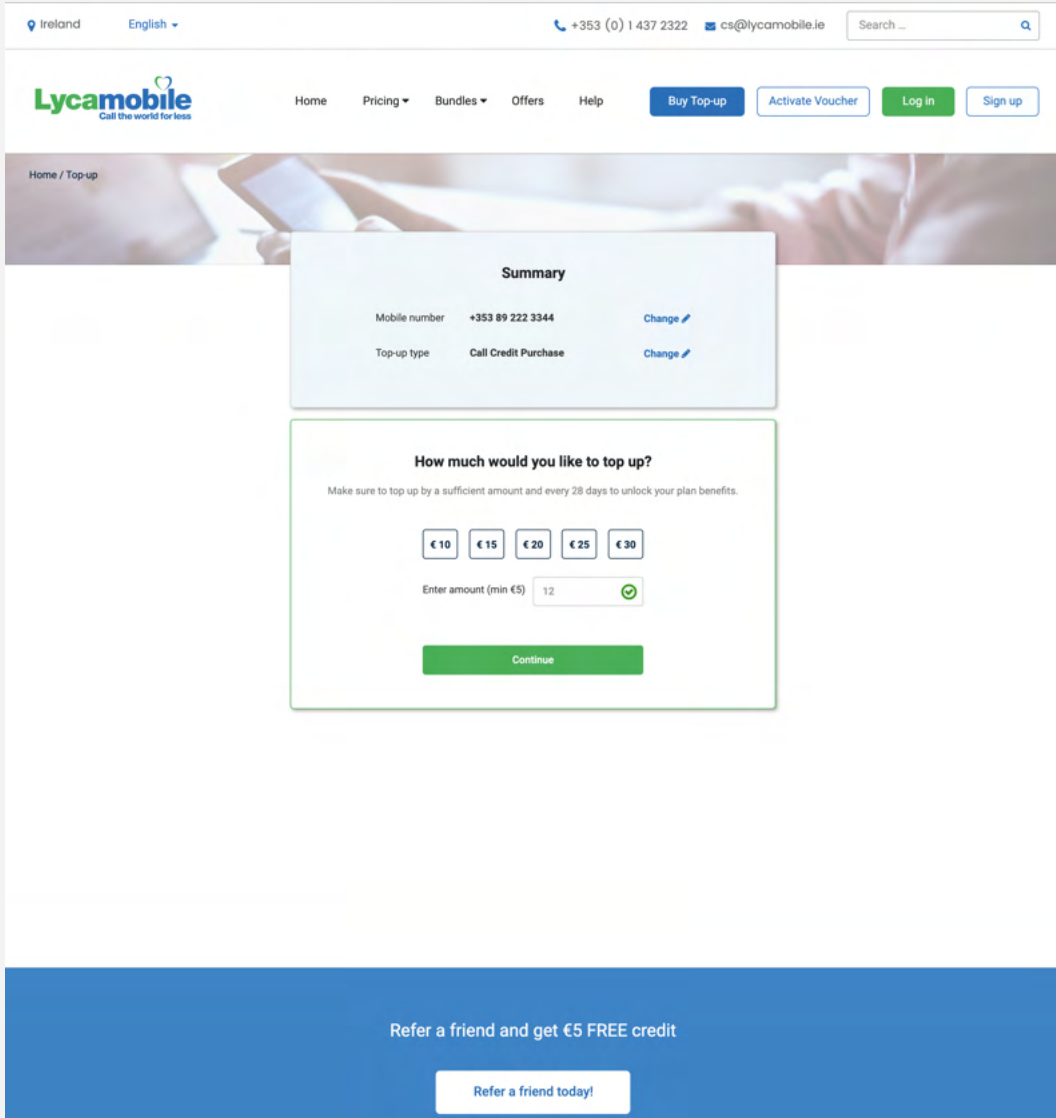 Ireland English +353 (0) 1 437 2322 cs@lycamobile.ie Search ...
Lycamobile
Call the world for less
Home Pricing Bundles Offers Help Buy Top-up Activate Voucher Log in Sign up
Home / Top-up
Summary
Mobile number +353 89 222 3344 Change
Top-up type Call Credit Purchase Change
How much would you like to top up?
Make sure to top up by a sufficient amount and every 28 days to unlock your plan benefits.
€ 10 € 15 € 20 € 25 € 30
Enter amount (min €5) 12
Continue
Refer a friend and get €5 FREE credit
Refer a friend today!